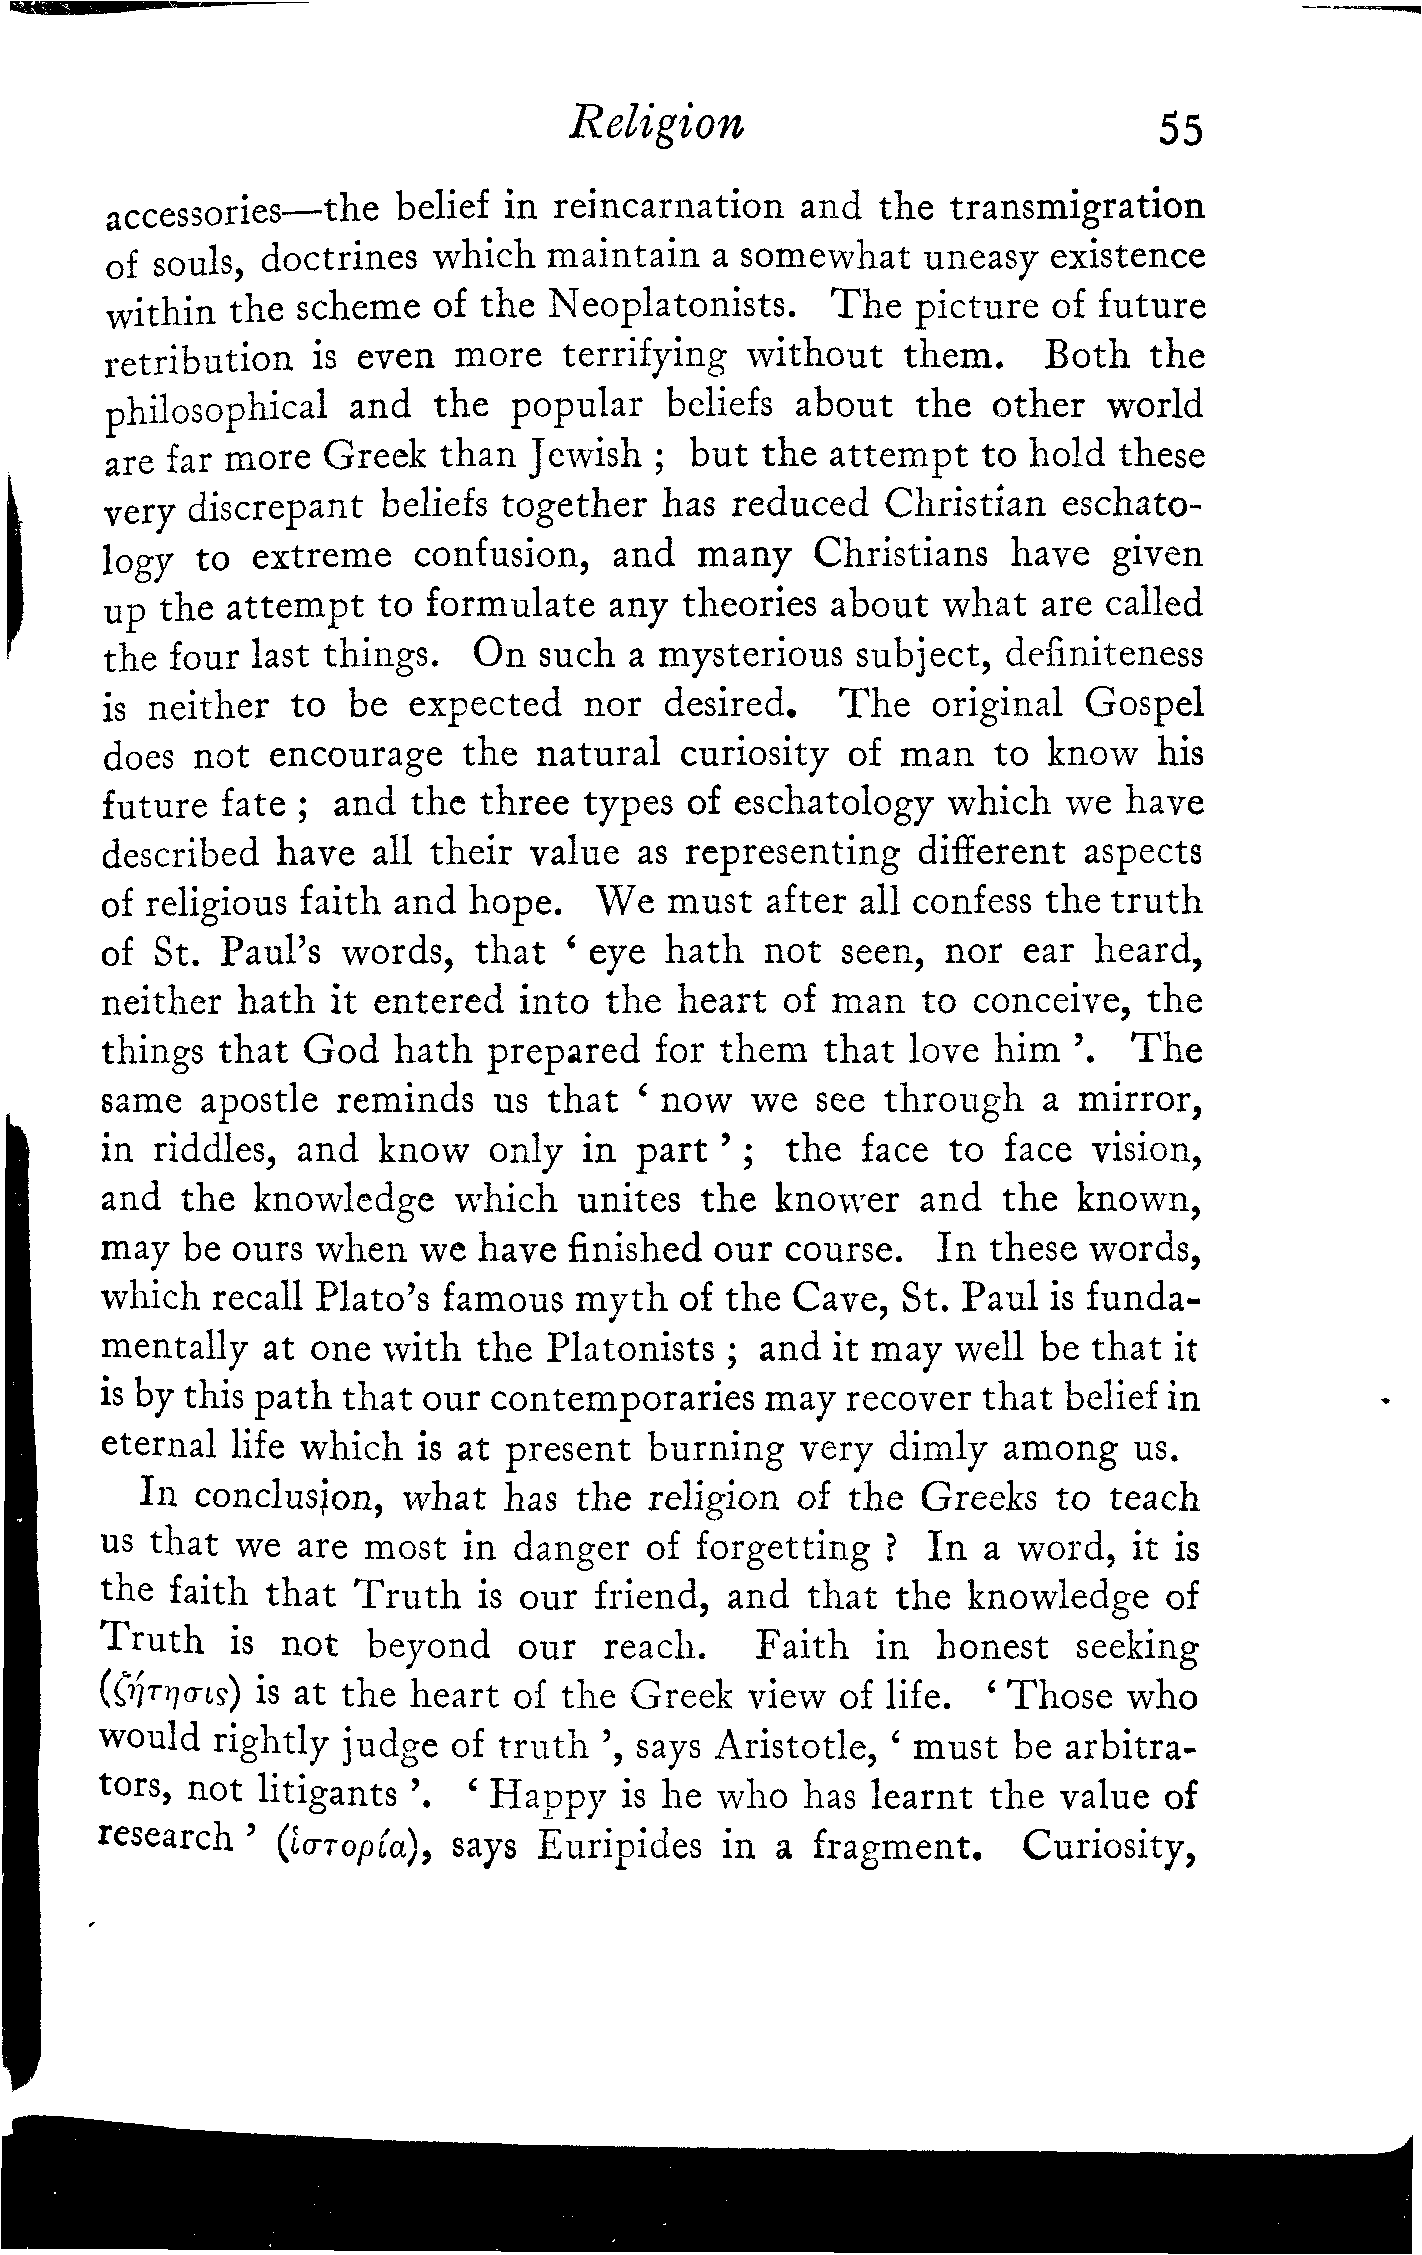 Religion 55
accessories—the belief in reincarnation and the transmigration
of souls, doctrines which maintain a somewhat uneasy existence
within the scheme of the Neoplatonists. The picture of future
retribution is even more terrifying without them. Both the
philosophical and the popular beliefs about the other world
are far more Greek than Jewish ; but the attempt to hold these
very discrepant beliefs together has reduced Christian eschato-
logy to extreme confusion, and many Christians have given
up the attempt to formulate any theories about what are called
the four last things. On such a mysterious subject, definiteness
is neither to be expected nor desired. The original Gospel
does not encourage the natural curiosity of man to know his
future fate ; and the three types of eschatology which we have
described have all their value as representing different aspects
of religious faith and hope. We must after all confess the truth
of St. Paul's words, that ‘ eye hath not seen, nor ear heard,
neither hath it entered into the heart of man to conceive, the
things that God hath prepared for them that love him ’. The
same apostle reminds us that ‘ now we see through a mirror,
in riddles, and know only in part ’ ; the face to face vision,
and the knowledge which unites the knower and the known,
may be ours when we have finished our course. In these words,
which recall Plato's famous myth of the Cave, St. Paul is funda-
mentally at one with the Platonists ; and it may well be that it
is by this path that our contemporaries may recover that belief in
eternal life which is at present burning very dimly among us.
In conclusion, what has the religion of the Greeks to teach
us that we are most in danger of forgetting ? In a word, it is
the faith that Truth is our friend, and that the knowledge of
Truth is not beyond our reach. Faith in honest seeking
(ζήτησις) is at the heart of the Greek view of life. ‘ Those who
would rightly judge of truth ’, says Aristotle, ‘ must be arbitra-
tors, not litigants ’. ‘ Happy is he who has learnt the value of
research ’ (ἱστορία), says Euripides in a fragment. Curiosity,